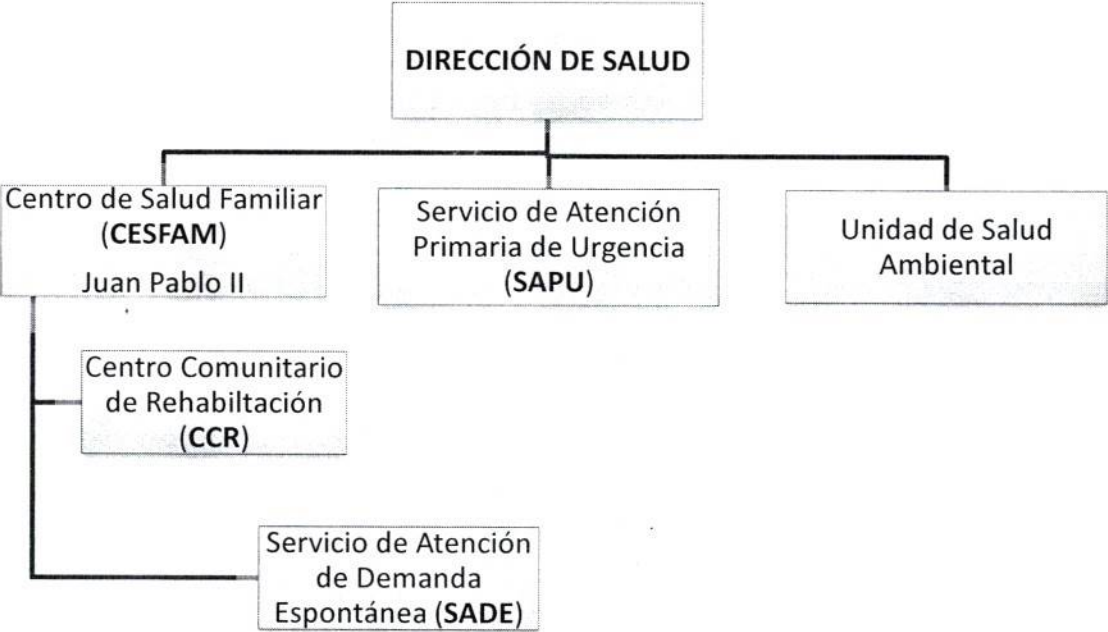 DIRECCIÓN DE SALUD
Centro de Salud Familiar
(CESFAM)
Juan Pablo II
Servicio de Atención
Primaria de Urgencia
(SAPU)
Unidad de Salud
Ambiental
Centro Comunitario
de Rehabiltación
(CCR)
Servicio de Atención
de Demanda
Espontánea (SADE)